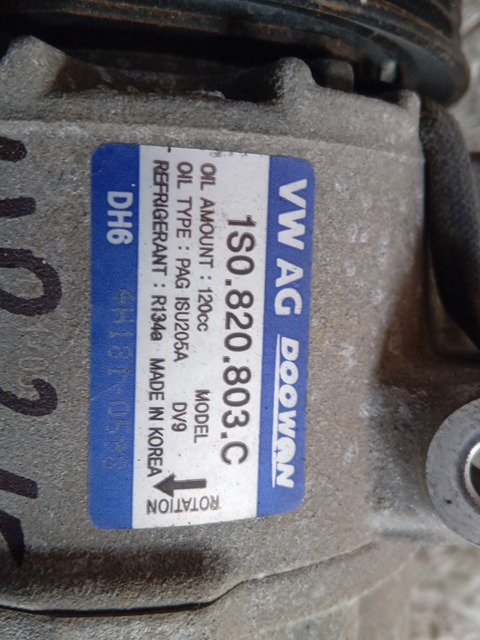 VW AG DOOWON
1S0.820.803.C
OIL AMOUNT : 120cc MODEL
OIL TYPE : PAG ISU205A DV9
REFRIGERANT : R134a MADE IN KOREA
ROTATION
DH6